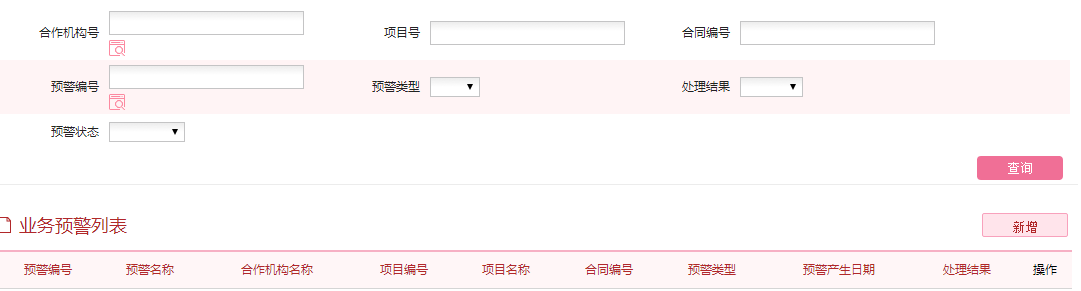 合作机构号 项目号 合同编号
预警编号 预警类型 处理结果
预警状态
查询
业务预警列表 新增
预警编号 预警名称 合作机构名称 项目编号 项目名称 合同编号 预警类型 预警产生日期 处理结果 操作